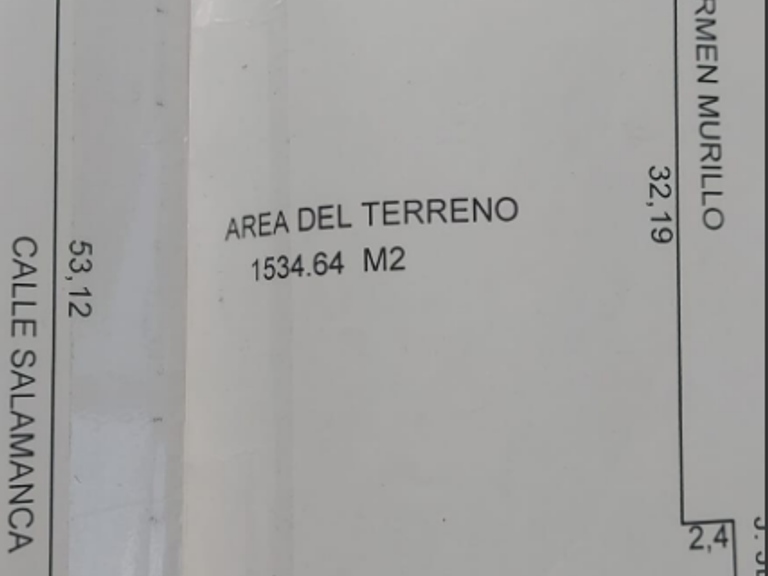 CALLE SALAMANCA
53,12
AREA DEL TERRENO
1534.64 M2
32,19
RMEN MURILLO
2,4